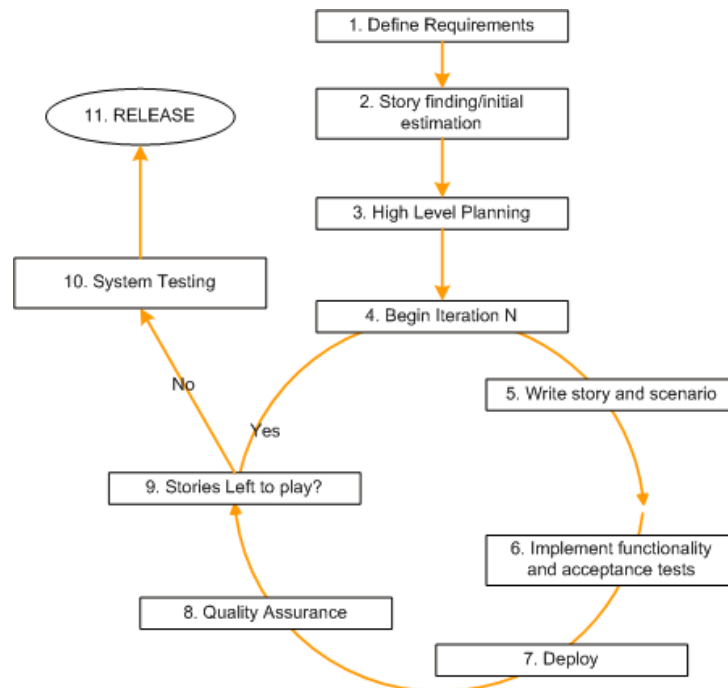 1. Define Requirements
2. Story finding/initial
estimation
3. High Level Planning
4. Begin Iteration N
5. Write story and scenario
6. Implement functionality
and acceptance tests
7. Deploy
8. Quality Assurance
9. Stories Left to play?
Yes
No
10. System Testing
11. RELEASE